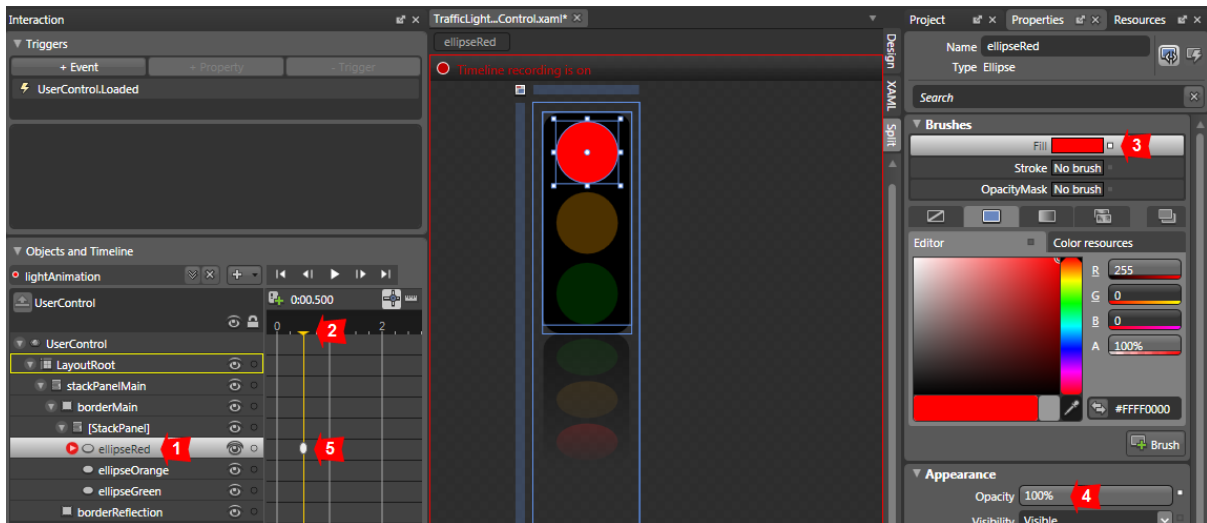 Interaction
Triggers
+ Event
+ Property
- Trigger
UserControl.Loaded
Objects and Timeline
lightAnimation
UserControl
0:00.500
0
2
2
UserControl
LayoutRoot
stackPanelMain
borderMain
[StackPanel]
ellipseRed
1
5
ellipseOrange
ellipseGreen
borderReflection
TrafficLight...Control.xaml*
ellipseRed
Timeline recording is on
Design
XAML
Split
Project
Properties
Resources
Name
ellipseRed
Type Ellipse
Search
Brushes
Fill
3
Stroke
No brush
OpacityMask
No brush
Editor
Color resources
R
255
G
0
B
0
A
100%
#FFFF0000
Brush
Appearance
Opacity
100%
4
Visibility
Visible